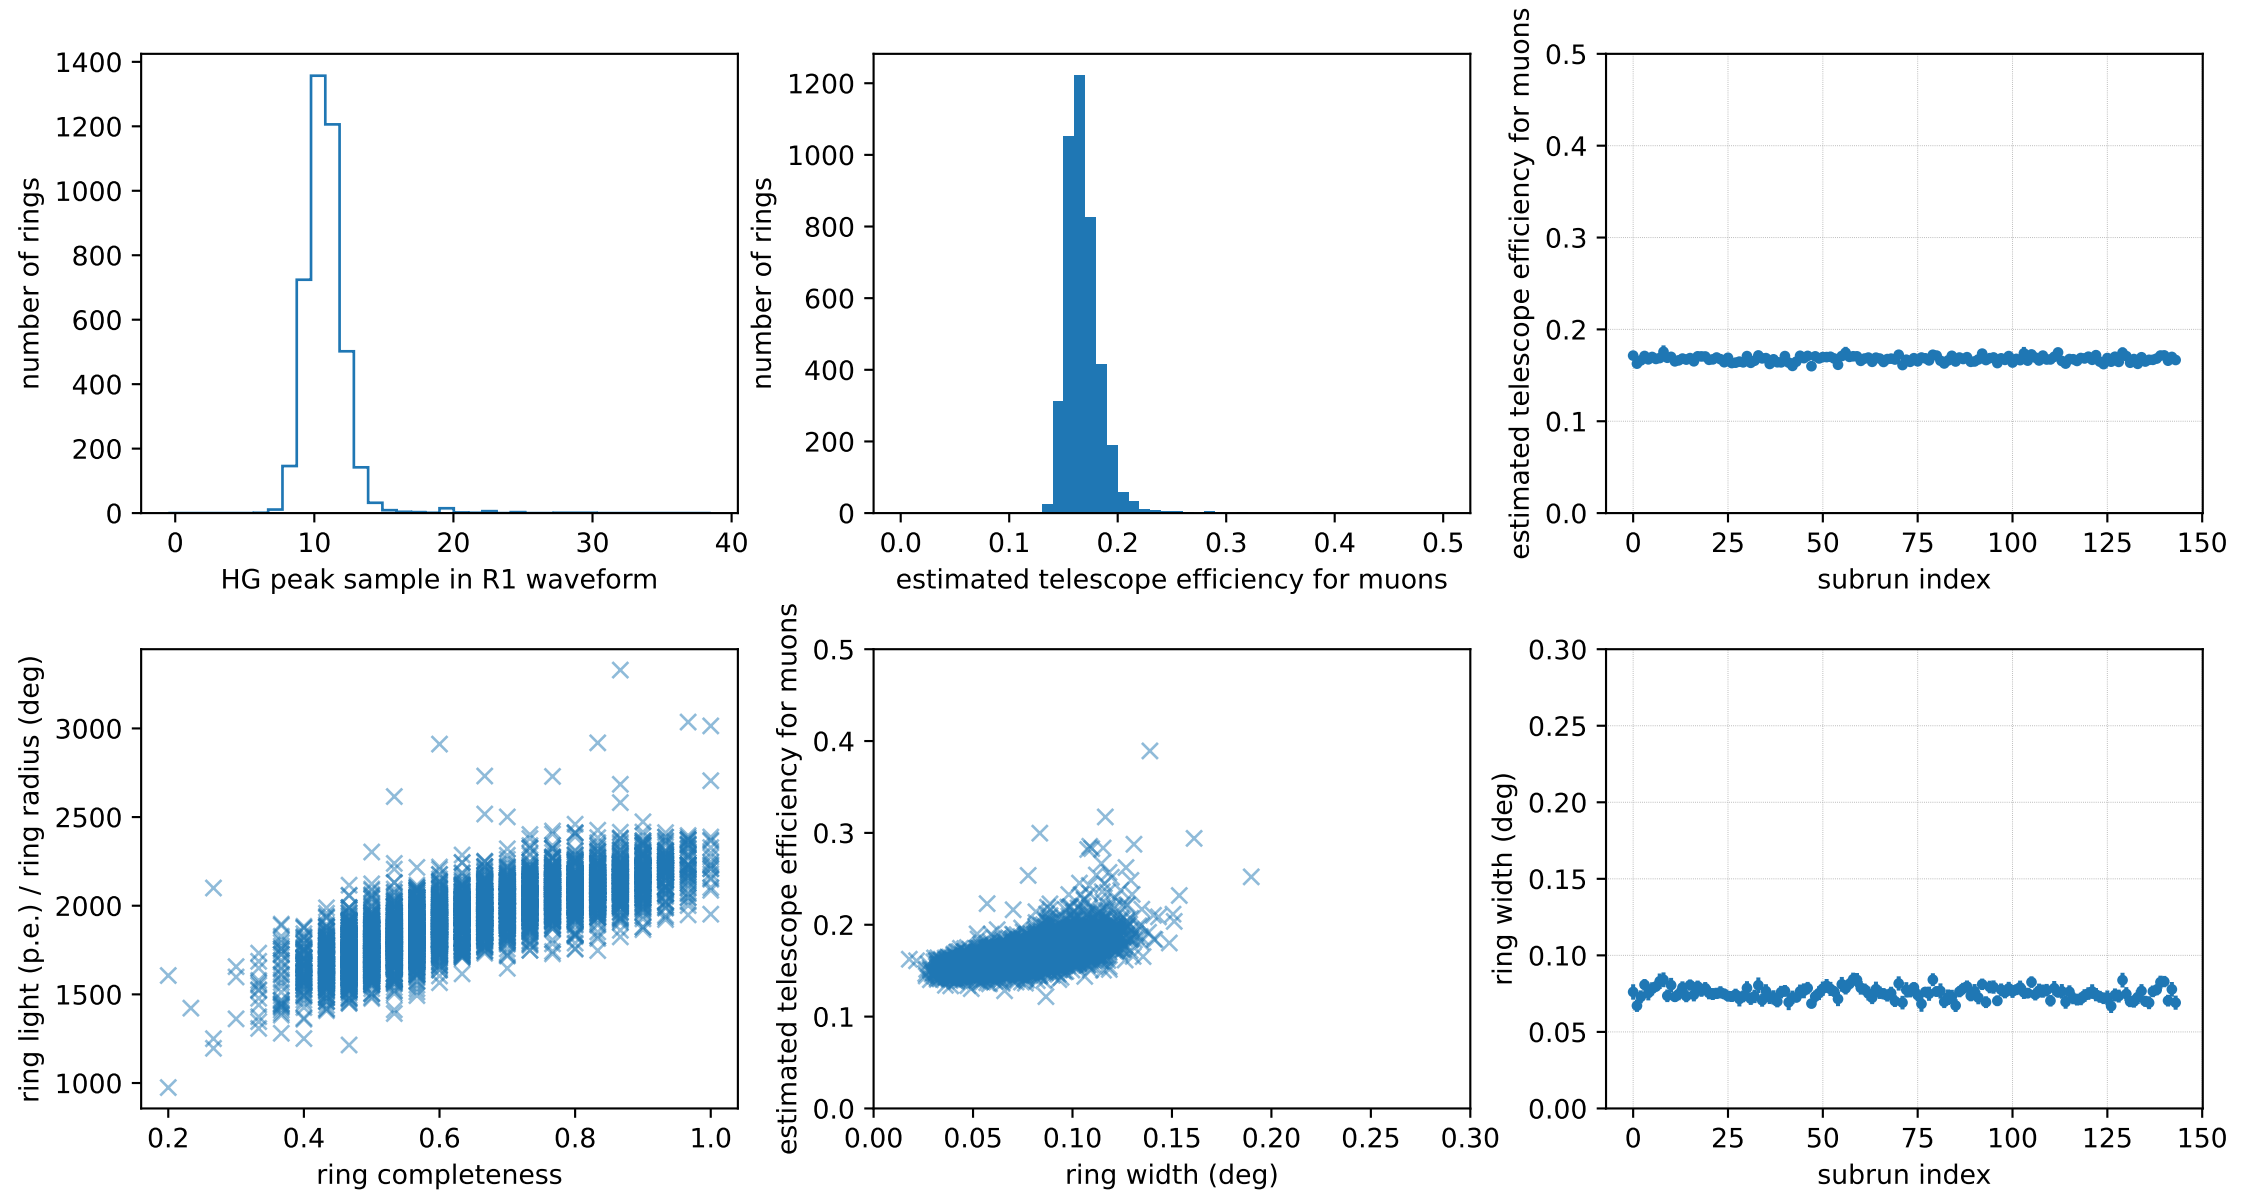 1400
1200
1000
800
600
400
200
0
number of rings
0 10 20 30 40
HG peak sample in R1 waveform
1200
1000
800
600
400
200
0
number of rings
0.0 0.1 0.2 0.3 0.4 0.5
estimated telescope efficiency for muons
0.5
0.4
0.3
0.2
0.1
0.0
estimated telescope efficiency for muons
0 25 50 75 100 125 150
subrun index
3000
2500
2000
1500
1000
ring light (p.e.) / ring radius (deg)
0.2 0.4 0.6 0.8 1.0
ring completeness
0.5
0.4
0.3
0.2
0.1
0.0
estimated telescope efficiency for muons
0.00 0.05 0.10 0.15 0.20 0.25 0.30
ring width (deg)
0.30
0.25
0.20
0.15
0.10
0.05
0.00
ring width (deg)
0 25 50 75 100 125 150
subrun index